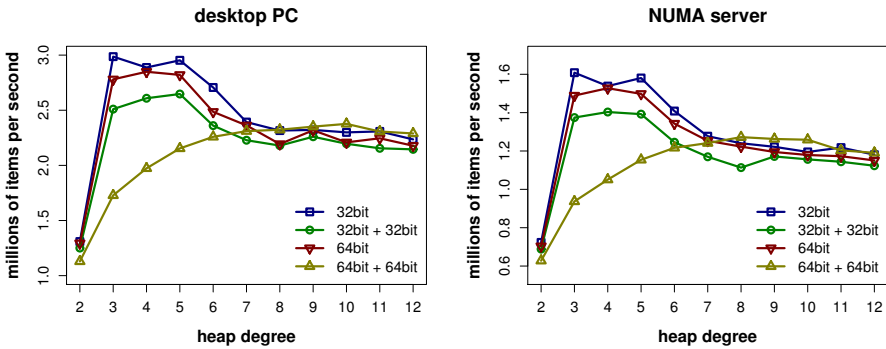 desktop PC
millions of items per second
3.0
2.5
2.0
1.5
1.0
32bit
32bit + 32bit
64bit
64bit + 64bit
2 3 4 5 6 7 8 9 10 11 12
heap degree
NUMA server
millions of items per second
1.6
1.4
1.2
1.0
0.8
0.6
32bit
32bit + 32bit
64bit
64bit + 64bit
2 3 4 5 6 7 8 9 10 11 12
heap degree